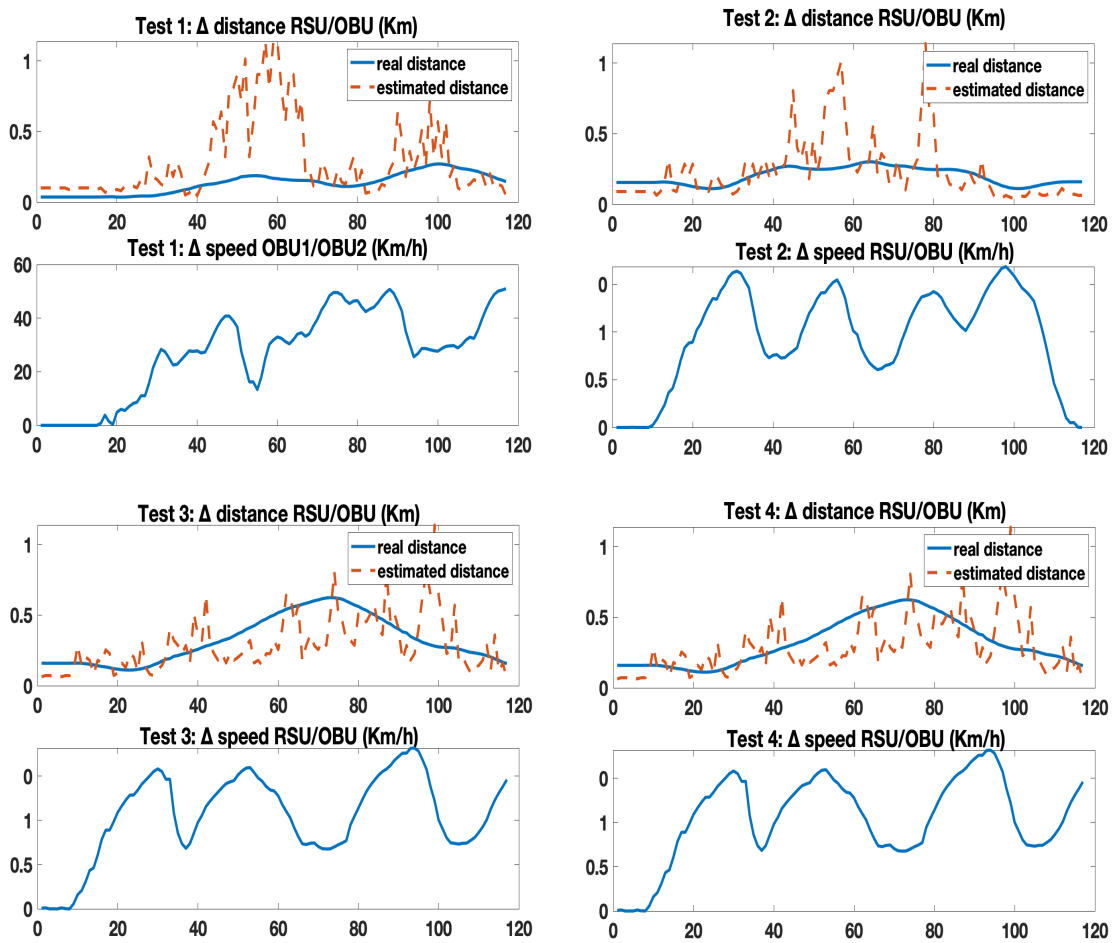 Test 1: Δ distance RSU/OBU (Km)
1
0.5
0
real distance
estimated distance
0 20 40 60 80 100 120
Test 2: Δ distance RSU/OBU (Km)
1
0.5
0
real distance
estimated distance
0 20 40 60 80 100 120
Test 1: Δ speed OBU1/OBU2 (Km/h)
60
40
20
0
0 20 40 60 80 100 120
Test 2: Δ speed RSU/OBU (Km/h)
0
1
0.5
0
0 20 40 60 80 100 120
Test 3: Δ distance RSU/OBU (Km)
1
0.5
0
real distance
estimated distance
0 20 40 60 80 100 120
Test 4: Δ distance RSU/OBU (Km)
1
0.5
0
real distance
estimated distance
0 20 40 60 80 100 120
Test 3: Δ speed RSU/OBU (Km/h)
0
1
0.5
0
0 20 40 60 80 100 120
Test 4: Δ speed RSU/OBU (Km/h)
0
1
0.5
0
0 20 40 60 80 100 120